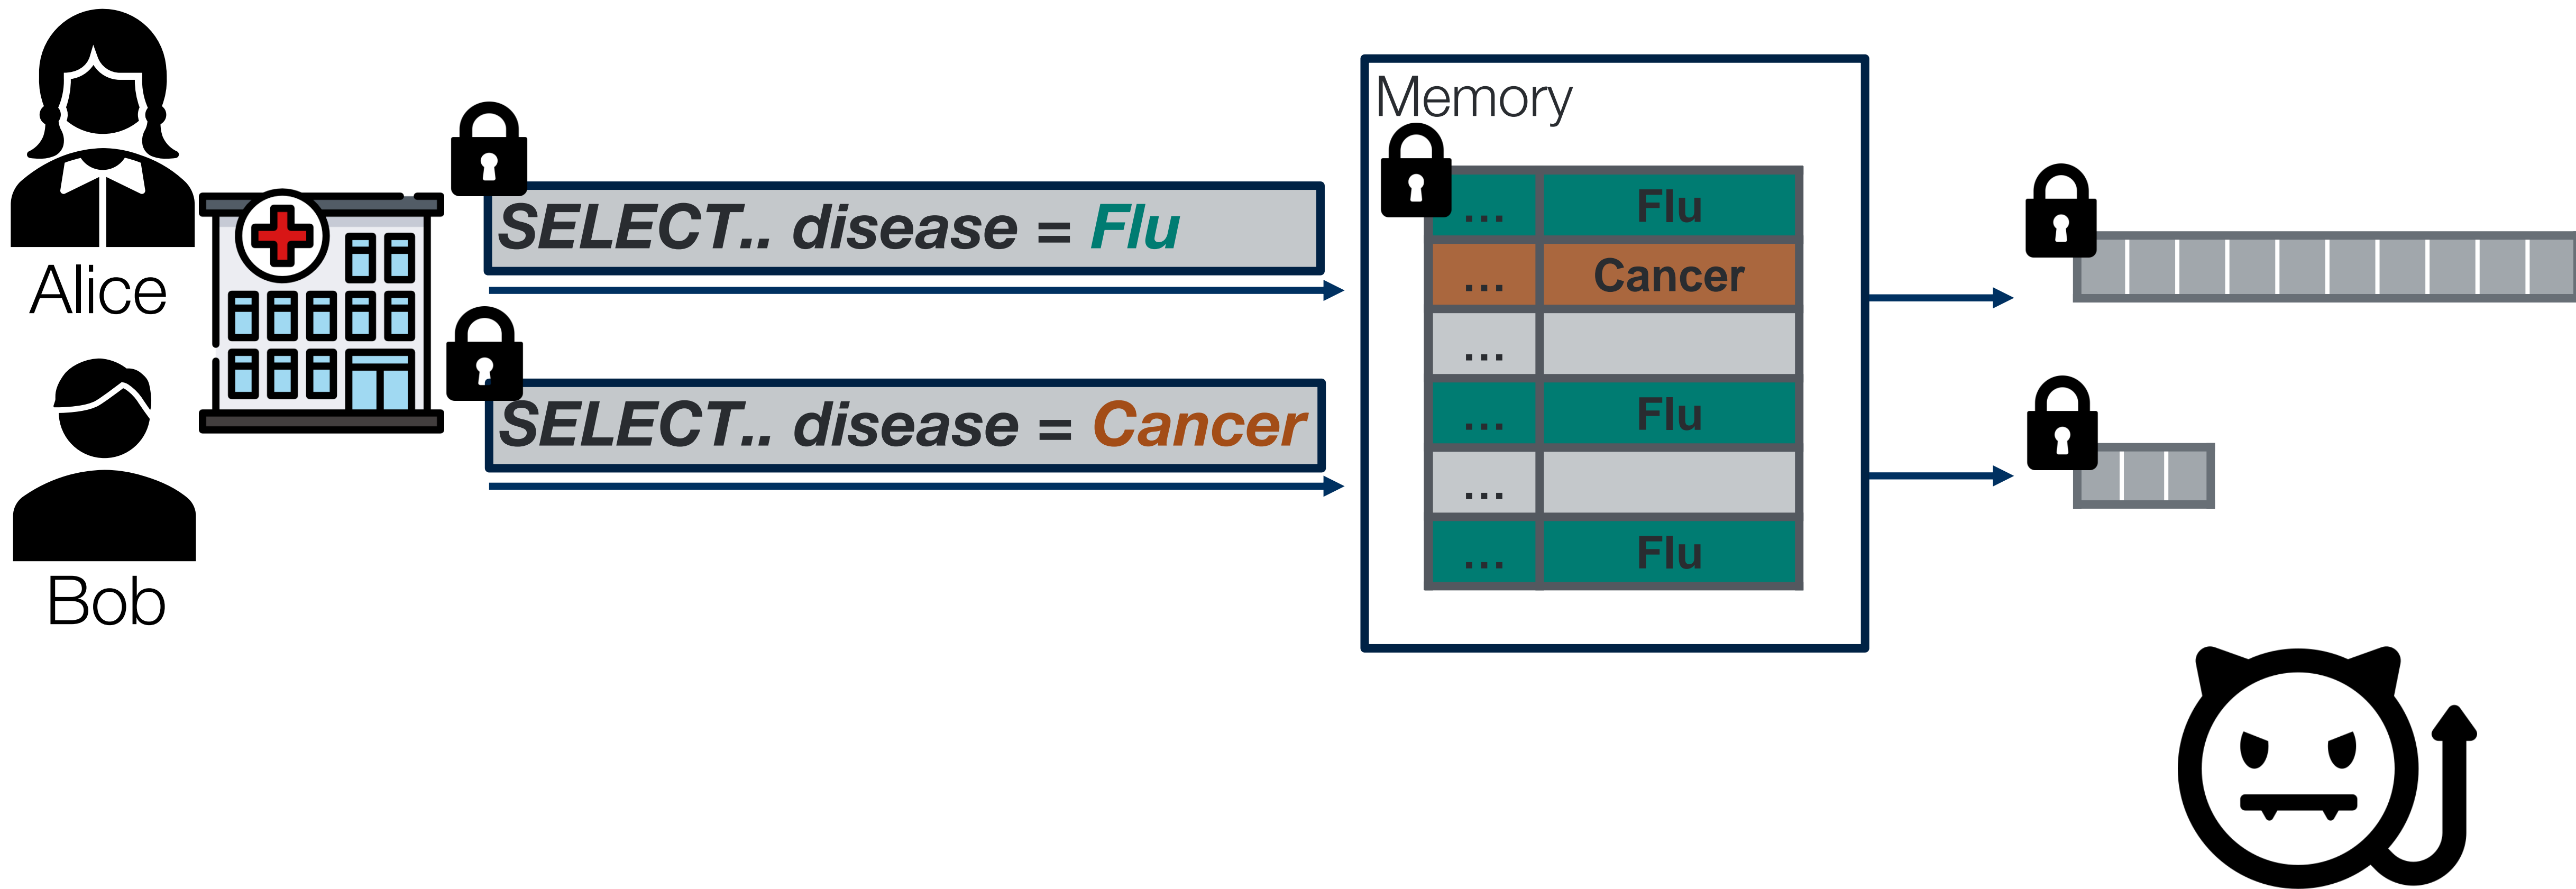 Alice
Bob
SELECT.. disease = Flu
SELECT.. disease = Cancer
Memory
... Flu
... Cancer
...
... Flu
...
... Flu